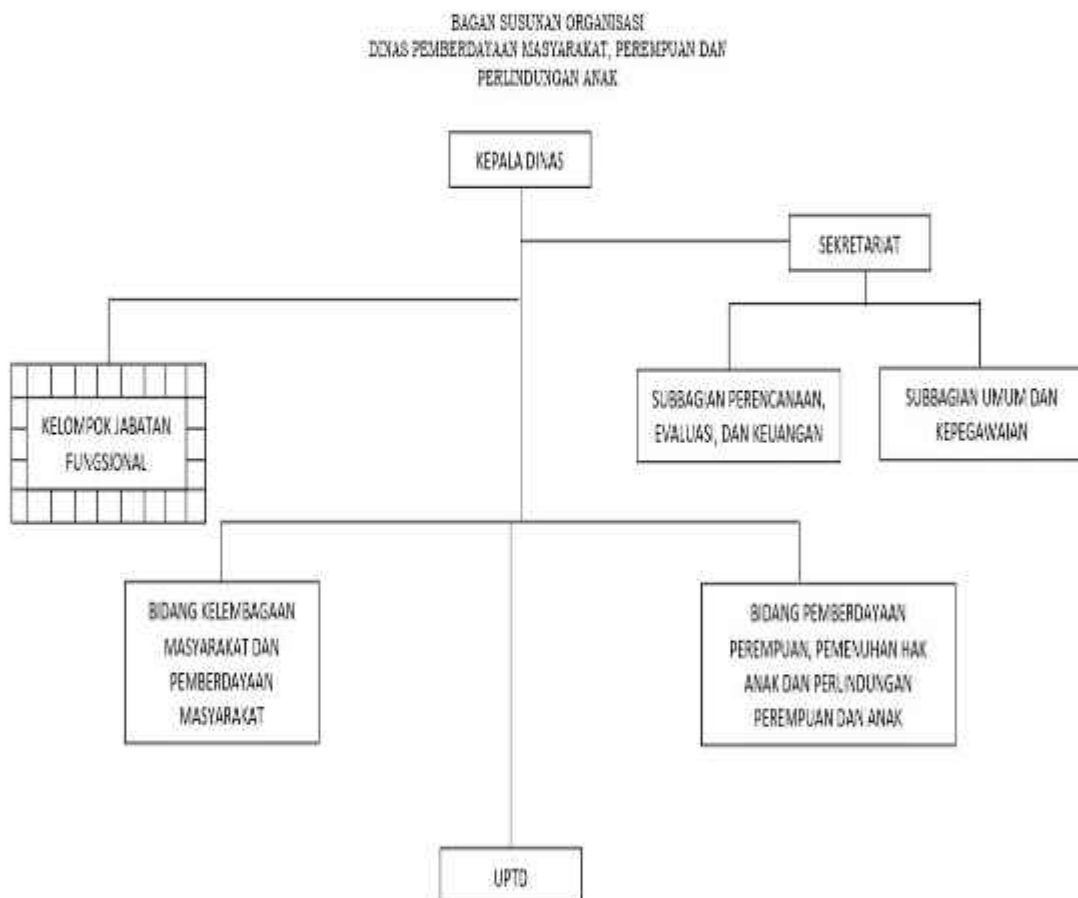 BAGAN SUSUNAN ORGANISASI
DINAS PEMBERDAYAAN MASYARAKAT, PEREMPUAN DAN
PERLINDUNGAN ANAK
KEPALA DINAS
SEKRETARIAT
KELOMPOK JABATAN
FUNGSIONAL
SUBBAGIAN PERENCANAAN,
EVALUASI, DAN KEUANGAN
SUBBAGIAN UMUM DAN
KEPEGAWAIAN
BIDANG KELEMBAGAAN
MASYARAKAT DAN
PEMBERDAYAAN
MASYARAKAT
BIDANG PEMBERDAYAAN
PEREMPUAN, PEMENUHAN HAK
ANAK DAN PERLINDUNGAN
PEREMPUAN DAN ANAK
UPTD